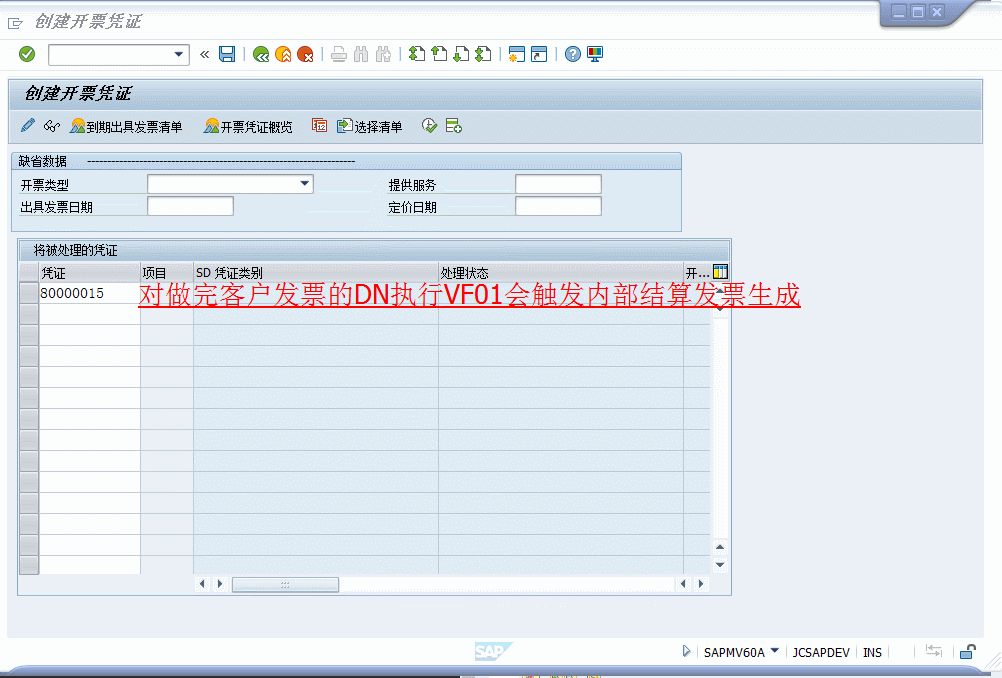 创建开票凭证
创建开票凭证
到期出具发票清单 开票凭证概览 选择清单
缺省数据
开票类型 提供服务
出具发票日期 定价日期
将被处理的凭证
凭证 项目 SD 凭证类别 处理状态 开...
80000015 对做完客户发票的DN执行VF01会触发内部结算发票生成
SAP SAPMV60A JCSAPDEV INS